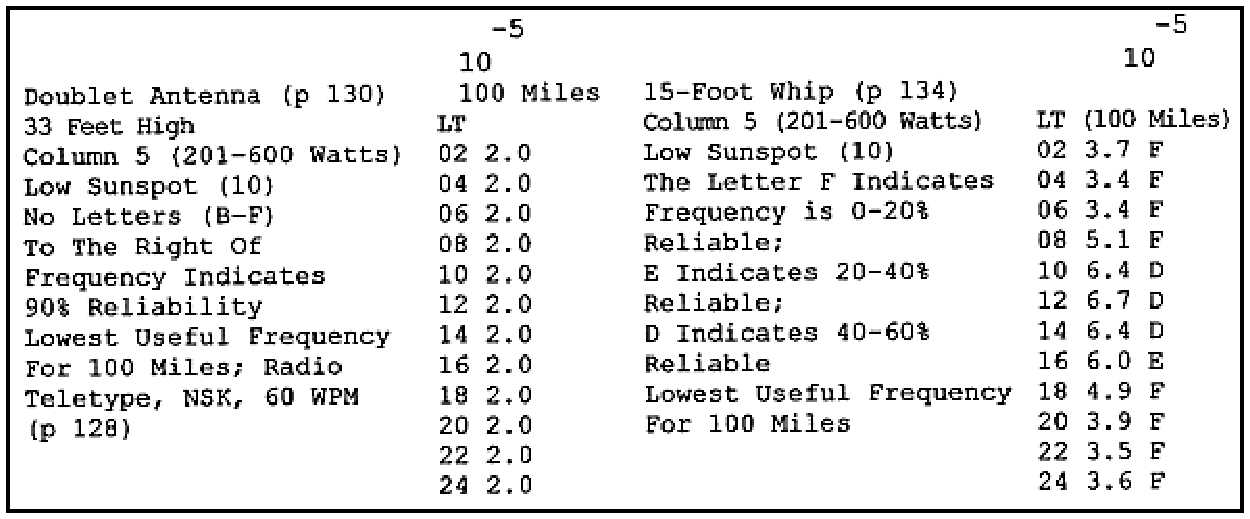 -5
10
Doublet Antenna (p 130) 100 Miles
33 Feet High LT
Column 5 (201-600 Watts) 02 2.0
Low Sunspot (10) 04 2.0
No Letters (B-F) 06 2.0
To The Right Of 08 2.0
Frequency Indicates 10 2.0
90% Reliability 12 2.0
Lowest Useful Frequency 14 2.0
For 100 Miles; Radio 16 2.0
Teletype, NSK, 60 WPM 18 2.0
(p 128) 20 2.0
22 2.0
24 2.0
-5
10
15-Foot Whip (p 134)
Column 5 (201-600 Watts) LT (100 Miles)
Low Sunspot (10) 02 3.7 F
The Letter F Indicates 04 3.4 F
Frequency is 0-20% 06 3.4 F
Reliable; 08 5.1 F
E Indicates 20-40% 10 6.4 D
Reliable; 12 6.7 D
D Indicates 40-60% 14 6.4 D
Reliable 16 6.0 E
Lowest Useful Frequency 18 4.9 F
For 100 Miles 20 3.9 F
22 3.5 F
24 3.6 F